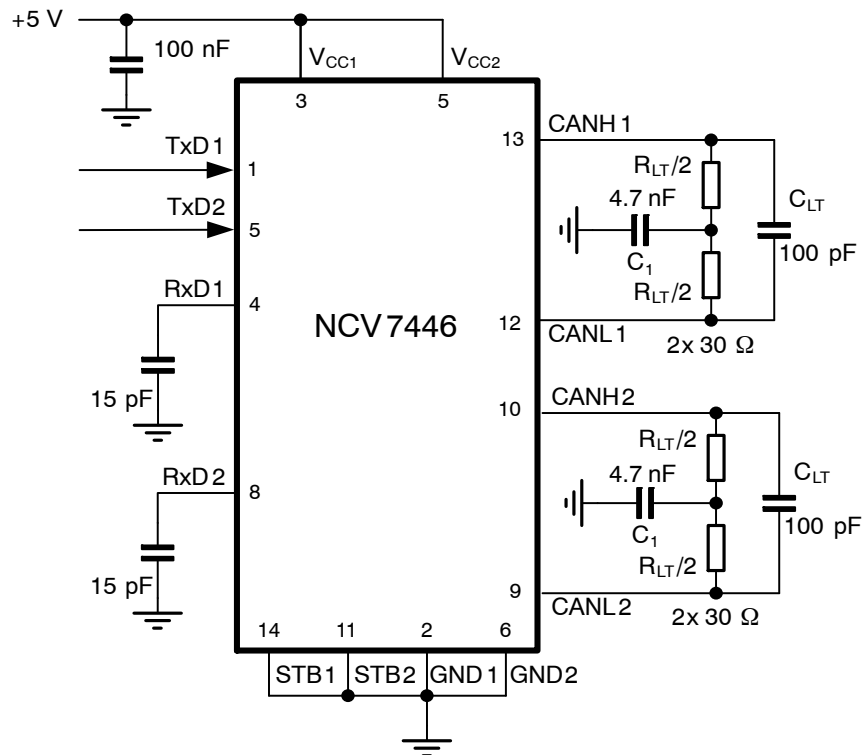 +5 V
100 nF
V_CC1
V_CC2
3
5
TxD1
1
TxD2
5
RxD1
4
15 pF
RxD2
8
15 pF
NCV7446
13
CANH1
R_LT/2
4.7 nF
C_1
R_LT/2
C_LT
100 pF
12
CANL1
2x 30 Ω
10
CANH2
R_LT/2
4.7 nF
C_1
R_LT/2
C_LT
100 pF
9
CANL2
2x 30 Ω
14
11
2
6
STB1
STB2
GND1
GND2